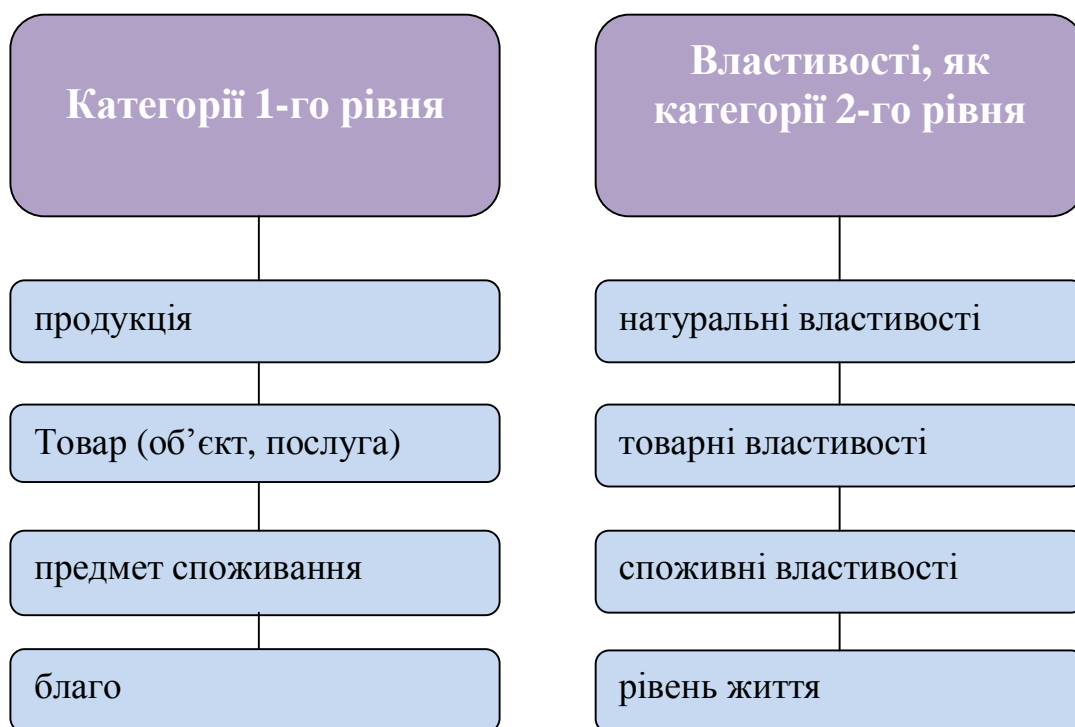 Категорії 1-го рівня
продукція
Товар (об’єкт, послуга)
предмет споживання
благо
Властивості, як
категорії 2-го рівня
натуральні властивості
товарні властивості
споживні властивості
рівень життя